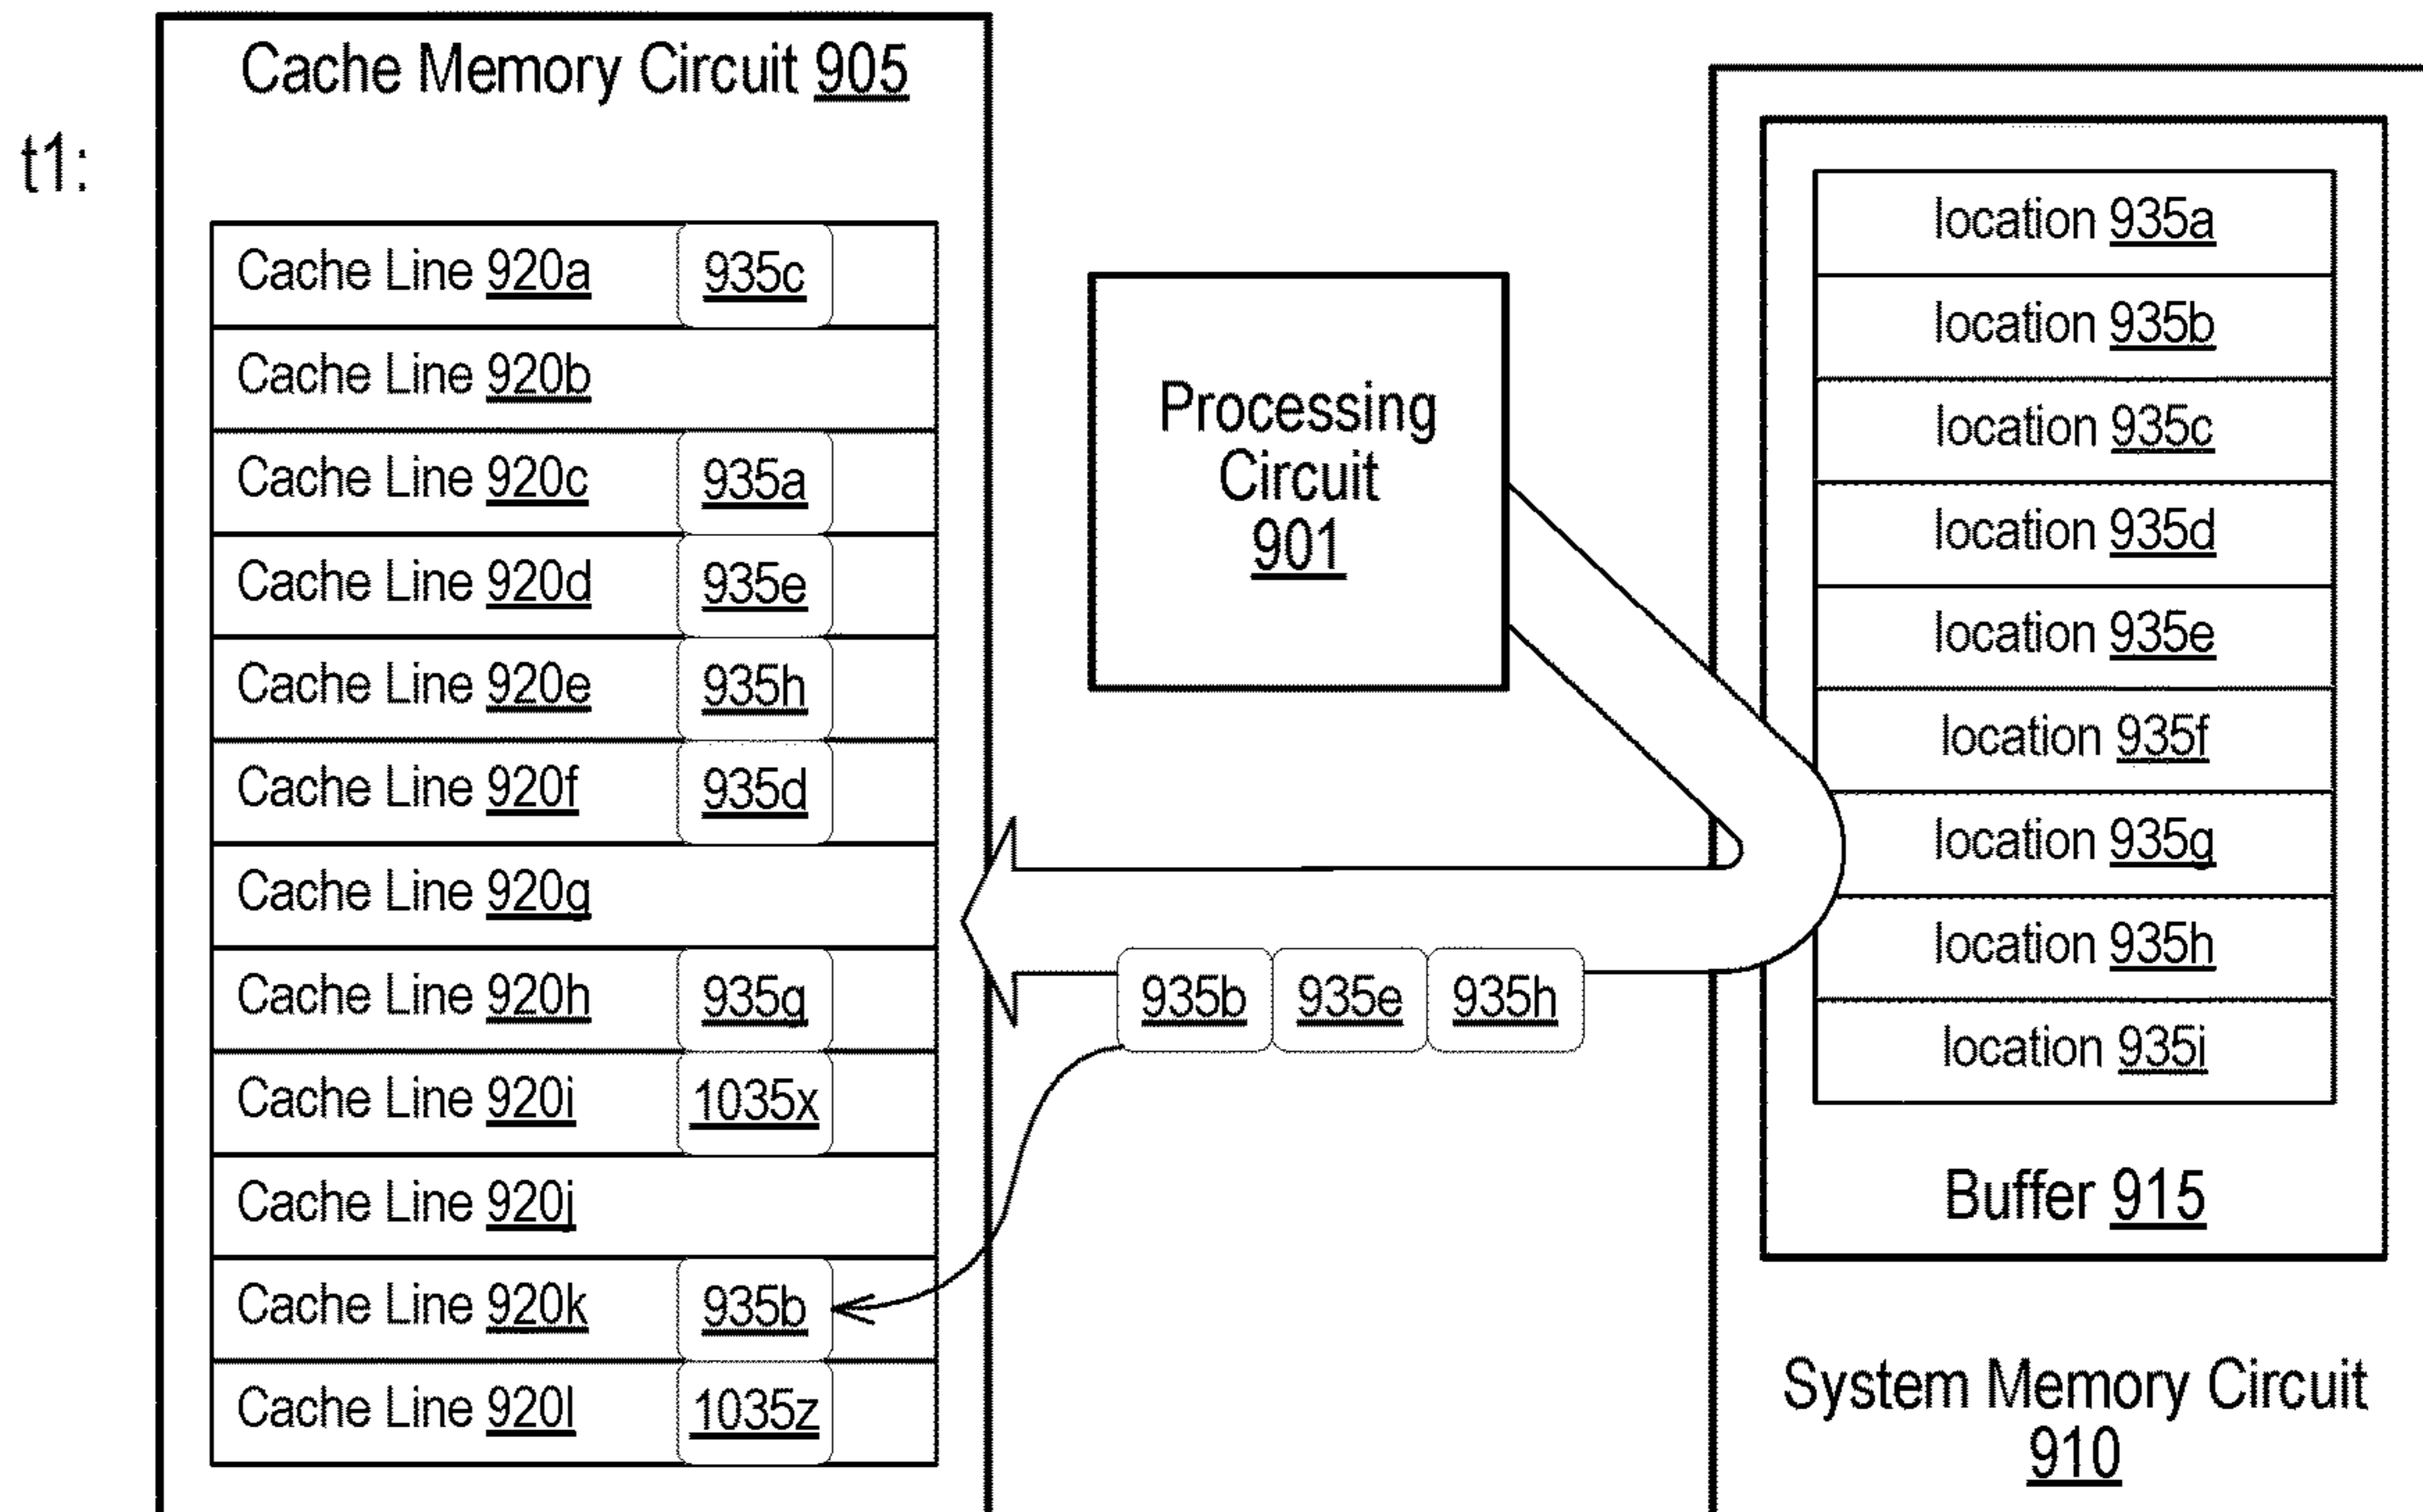 Cache Memory Circuit 905
t1:
Cache Line 920a 935c
Cache Line 920b
Cache Line 920c 935a
Cache Line 920d 935e
Cache Line 920e 935h
Cache Line 920f 935d
Cache Line 920g
Cache Line 920h 935g
Cache Line 920i 1035x
Cache Line 920j
Cache Line 920k 935b
Cache Line 920l 1035z
Processing
Circuit
901
935b 935e 935h
location 935a
location 935b
location 935c
location 935d
location 935e
location 935f
location 935g
location 935h
location 935i
Buffer 915
System Memory Circuit
910